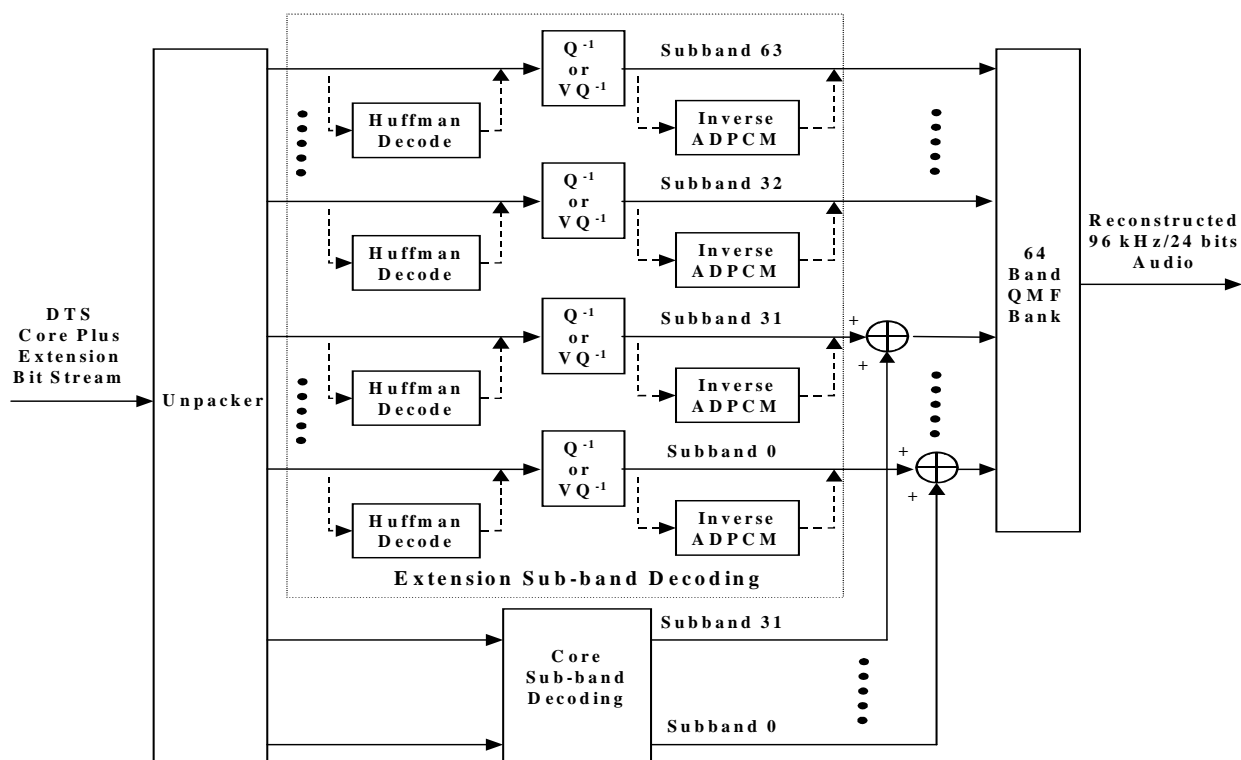 DTS
Core Plus
Extension
Bit Stream
Unpacker
Huffman
Decode
Q⁻¹
or
VQ⁻¹
Subband 63
Inverse
ADPCM
Huffman
Decode
Q⁻¹
or
VQ⁻¹
Subband 32
Inverse
ADPCM
Huffman
Decode
Q⁻¹
or
VQ⁻¹
Subband 31
Inverse
ADPCM
+
+
Huffman
Decode
Q⁻¹
or
VQ⁻¹
Subband 0
Inverse
ADPCM
+
+
Extension Sub-band Decoding
Core
Sub-band
Decoding
Subband 31
Subband 0
64
Band
QMF
Bank
Reconstructed
96 kHz/24 bits
Audio